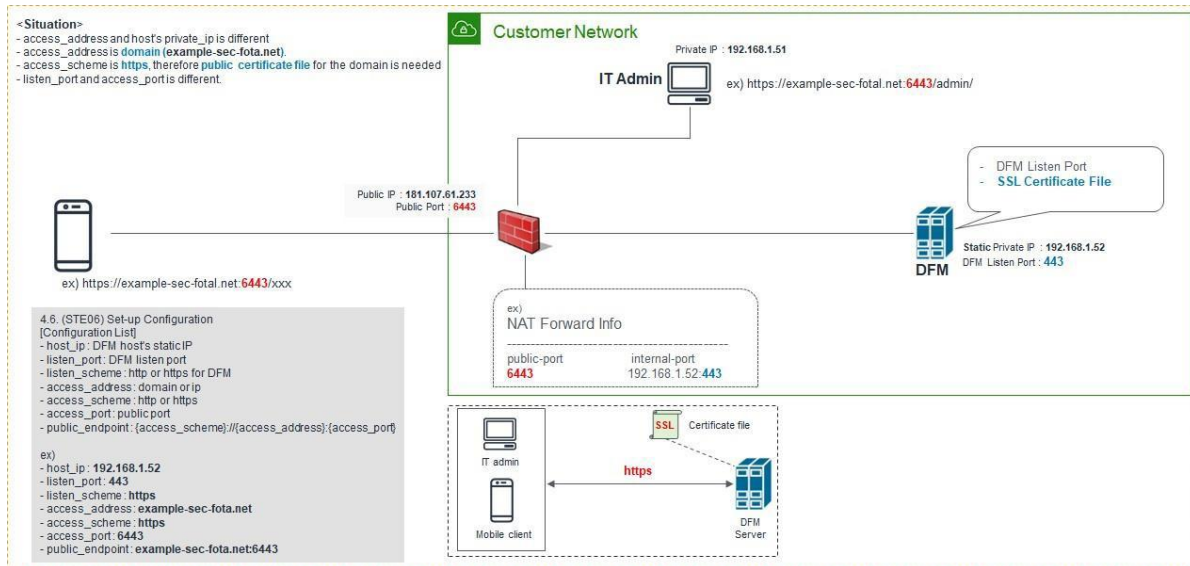 <Situation>
- access_address and host's private_ip is different
- access_address is domain (example-sec-fota.net).
- access_scheme is https, therefore public certificate file for the domain is needed
- listen_port and access_port is different.
Customer Network
Private IP : 192.168.1.51
IT Admin
ex) https://example-sec-fotal.net:6443/admin/
- DFM Listen Port
- SSL Certificate File
Public IP : 181.107.61.233
Public Port : 6443
Static Private IP : 192.168.1.52
DFM Listen Port : 443
DFM
ex) https://example-sec-fotal.net:6443/xxx
ex)
NAT Forward Info
public-port internal-port
6443 192.168.1.52:443
4.6. (STE06) Set-up Configuration
[Configuration List]
- host_ip : DFM host's static IP
- listen_port : DFM listen port
- listen_scheme : http or https for DFM
- access_address : domain or ip
- access_scheme : http or https
- access_port : public port
- public_endpoint : {access_scheme}://{access_address}:{access_port}
ex)
- host_ip : 192.168.1.52
- listen_port : 443
- listen_scheme : https
- access_address : example-sec-fota.net
- access_scheme : https
- access_port : 6443
- public_endpoint : example-sec-fota.net:6443
SSL Certificate file
IT admin
https
Mobile client
DFM
Server